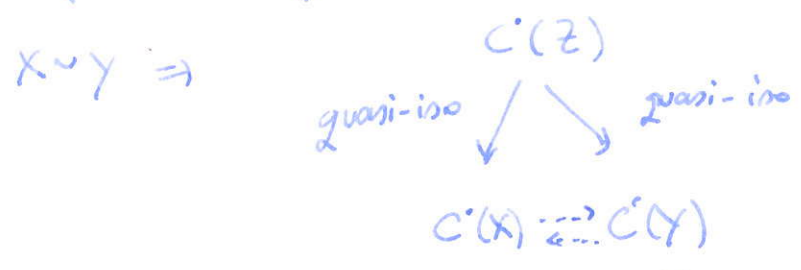 C•(Z)
X ~ Y ⇒
quasi-iso quasi-iso
C•(X) C•(Y)